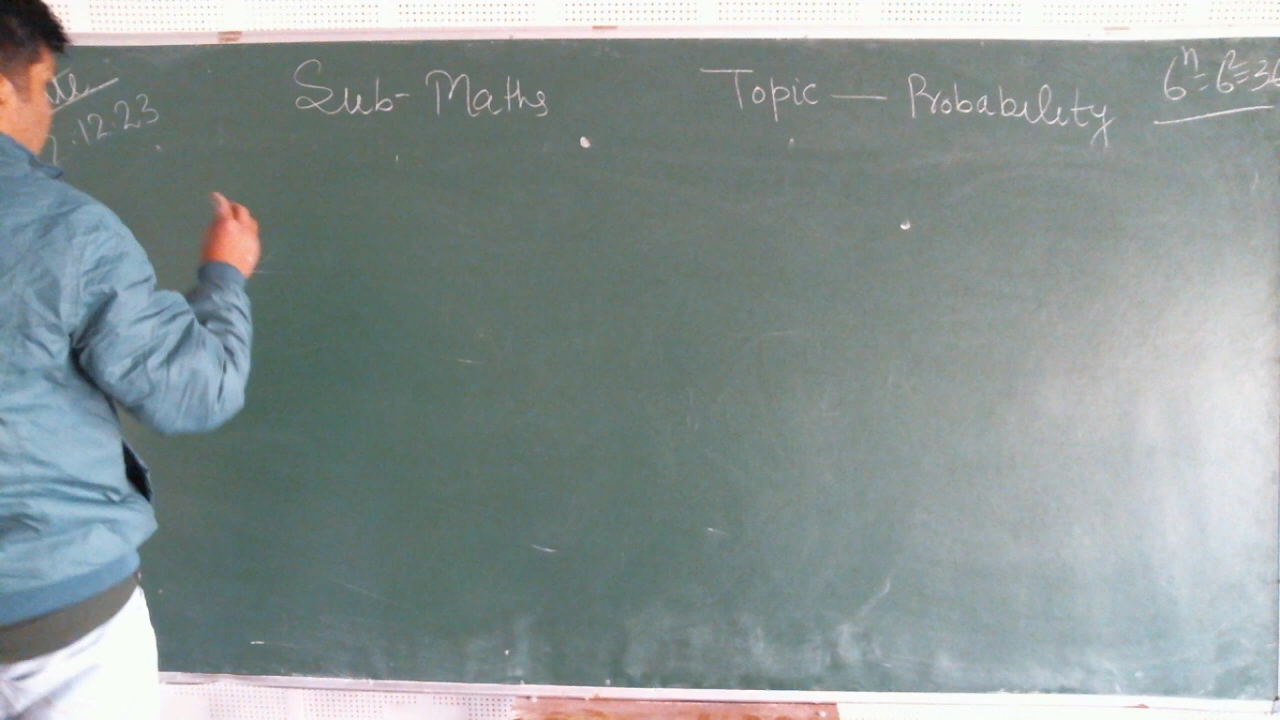 Sub- Maths Topic — Probability 6ⁿ = 6² = 36
.12.23